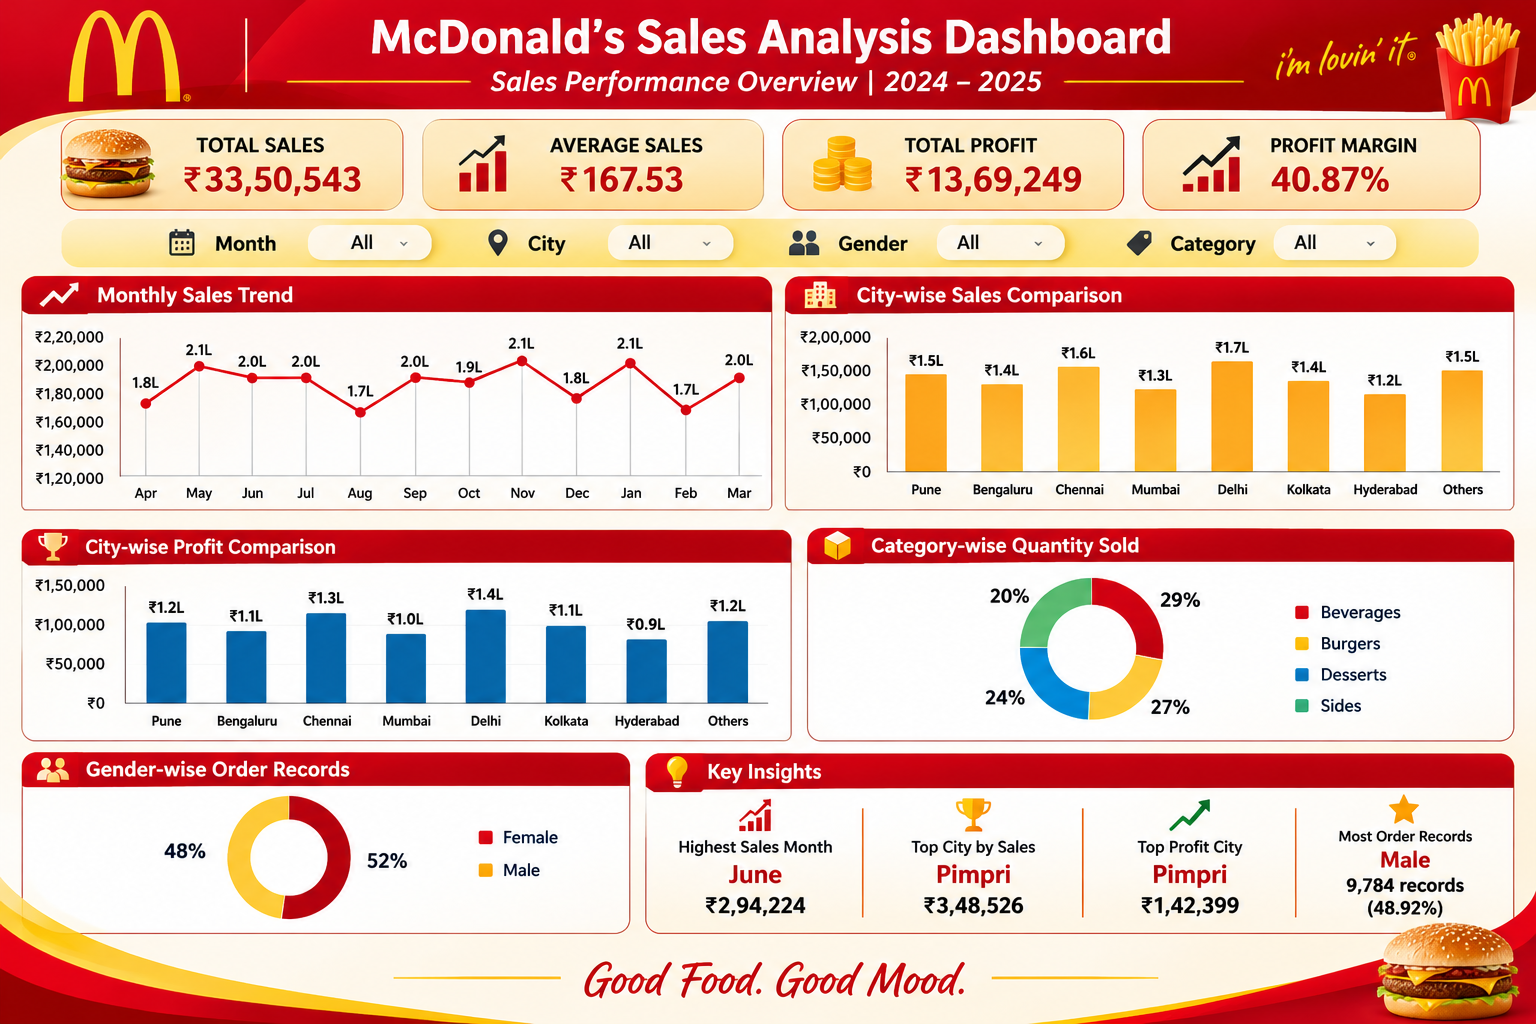 McDonald's Sales Analysis Dashboard
Sales Performance Overview | 2024 – 2025
i'm lovin' it®
®
TOTAL SALES
₹33,50,543
AVERAGE SALES
₹167.53
TOTAL PROFIT
₹13,69,249
PROFIT MARGIN
40.87%
Month All City All Gender All Category All
Monthly Sales Trend
₹2,20,000
₹2,00,000
₹1,80,000
₹1,60,000
₹1,40,000
₹1,20,000
1.8L 2.1L 2.0L 2.0L 1.7L 2.0L 1.9L 2.1L 1.8L 2.1L 1.7L 2.0L
Apr May Jun Jul Aug Sep Oct Nov Dec Jan Feb Mar
City-wise Sales Comparison
₹2,00,000
₹1,50,000
₹1,00,000
₹50,000
₹0
₹1.5L ₹1.4L ₹1.6L ₹1.3L ₹1.7L ₹1.4L ₹1.2L ₹1.5L
Pune Bengaluru Chennai Mumbai Delhi Kolkata Hyderabad Others
City-wise Profit Comparison
₹1,50,000
₹1,00,000
₹50,000
₹0
₹1.2L ₹1.1L ₹1.3L ₹1.0L ₹1.4L ₹1.1L ₹0.9L ₹1.2L
Pune Bengaluru Chennai Mumbai Delhi Kolkata Hyderabad Others
Category-wise Quantity Sold
20% 29%
24% 27%
Beverages
Burgers
Desserts
Sides
Gender-wise Order Records
48% 52%
Female
Male
Key Insights
Highest Sales Month
June
₹2,94,224
Top City by Sales
Pimpri
₹3,48,526
Top Profit City
Pimpri
₹1,42,399
Most Order Records
Male
9,784 records
(48.92%)
Good Food. Good Mood.